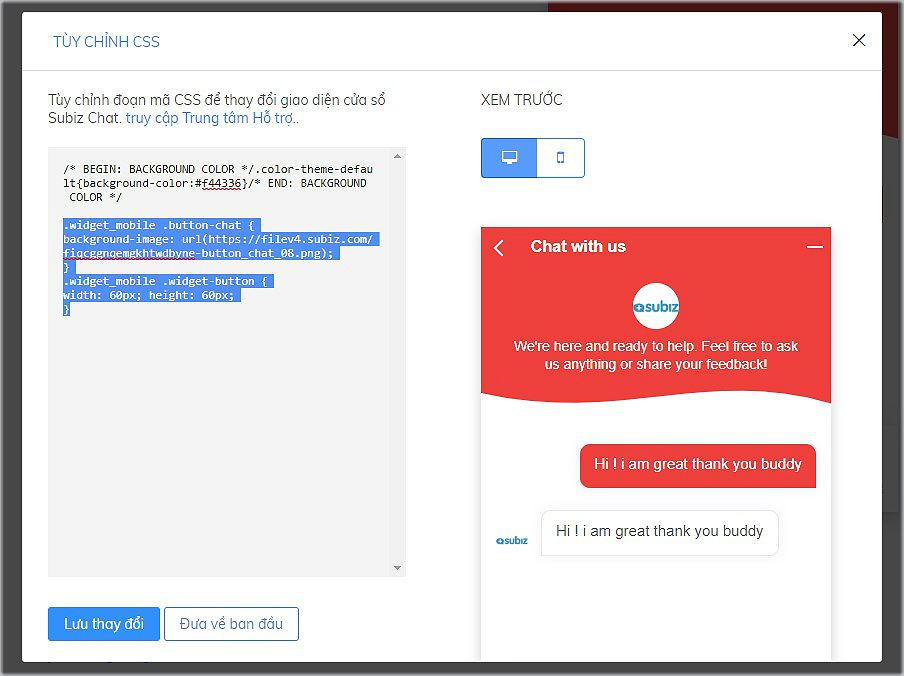 TÙY CHỈNH CSS
Tùy chỉnh đoạn mã CSS để thay đổi giao diện cửa sổ
Subiz Chat. truy cập Trung tâm Hỗ trợ..
/* BEGIN: BACKGROUND COLOR */.color-theme-defau
lt{background-color:#f44336}/* END: BACKGROUND
COLOR */
.widget_mobile .button-chat {
background-image: url(https://filev4.subiz.com/
fiqcggnqemgkhtwdbyne-button_chat_08.png);
}
.widget_mobile .widget-button {
width: 60px; height: 60px;
}
Lưu thay đổi
Đưa về ban đầu
XEM TRƯỚC
Chat with us
subiz
We're here and ready to help. Feel free to ask
us anything or share your feedback!
Hi ! i am great thank you buddy
subiz
Hi ! i am great thank you buddy